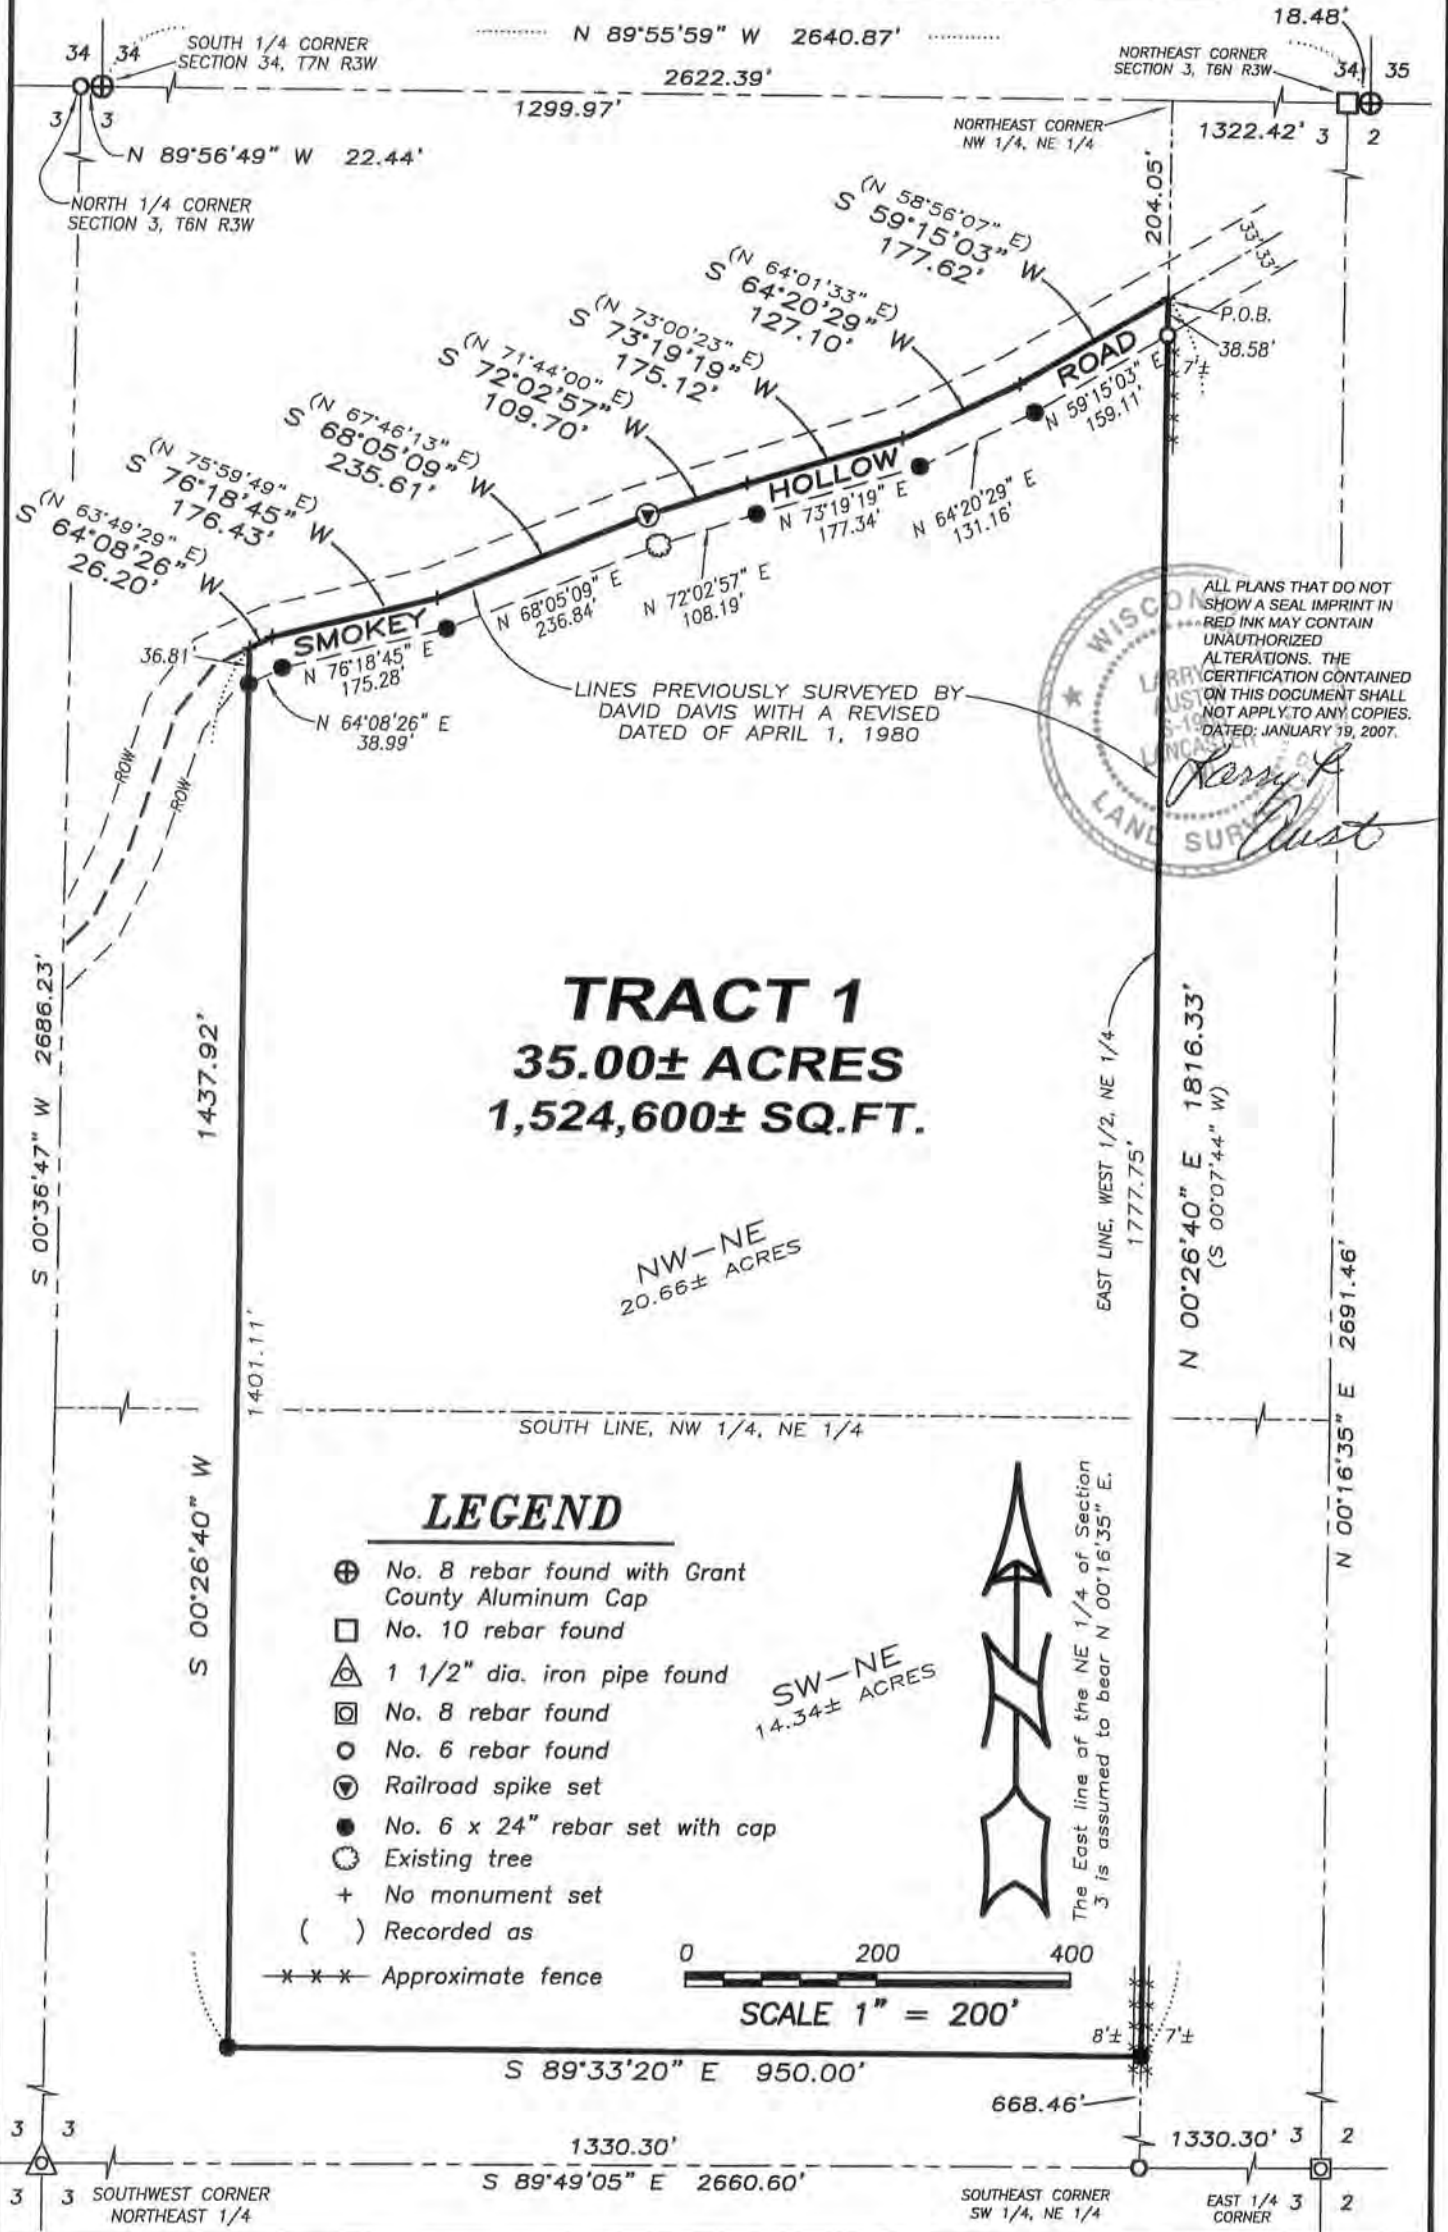 N 89°55'59" W 2640.87'
18.48'
34 34
SOUTH 1/4 CORNER
SECTION 34, T7N R3W
2622.39'
1299.97'
NORTHEAST CORNER
SECTION 3, T6N R3W
34 35
3 3
N 89°56'49" W 22.44'
NORTHEAST CORNER
NW 1/4, NE 1/4
1322.42'
3 2
NORTH 1/4 CORNER
SECTION 3, T6N R3W
204.05'
(N 58°56'07" E)
S 59°15'03" W
177.62'
33'
33'
(N 64°01'33" E)
S 64°20'29" W
127.10'
(N 73°00'23" E)
S 73°19'19" W
175.12'
(N 71°44'00" E)
S 72°02'57" W
109.70'
(N 67°46'13" E)
S 68°05'09" W
235.61'
(N 75°59'49" E)
S 76°18'45" W
176.43'
(N 63°49'29" E)
S 64°08'26" W
26.20'
P.O.B.
38.58'
7'±
SMOKEY HOLLOW ROAD
N 59°15'03" E
159.11'
N 64°20'29" E
131.16'
N 73°19'19" E
177.34'
N 72°02'57" E
108.19'
N 68°05'09" E
236.84'
N 76°18'45" E
175.28'
N 64°08'26" E
38.99'
36.81'
ROW
ROW
LINES PREVIOUSLY SURVEYED BY
DAVID DAVIS WITH A REVISED
DATED OF APRIL 1, 1980
ALL PLANS THAT DO NOT
SHOW A SEAL IMPRINT IN
RED INK MAY CONTAIN
UNAUTHORIZED
ALTERATIONS. THE
CERTIFICATION CONTAINED
ON THIS DOCUMENT SHALL
NOT APPLY TO ANY COPIES.
DATED: JANUARY 19, 2007.
LARRY
LANCASTER
LAND
Larry
Aust
S 00°36'47" W 2686.23'
1437.92'
1401.11'
S 00°26'40" W
TRACT 1
35.00± ACRES
1,524,600± SQ.FT.
NW-NE
20.66± ACRES
EAST LINE, WEST 1/2, NE 1/4
1777.75'
N 00°26'40" E 1816.33'
(S 00°07'44" W)
N 00°16'35" E 2691.46'
SOUTH LINE, NW 1/4, NE 1/4
LEGEND
No. 8 rebar found with Grant
County Aluminum Cap
No. 10 rebar found
1 1/2" dia. iron pipe found
No. 8 rebar found
No. 6 rebar found
Railroad spike set
No. 6 x 24" rebar set with cap
Existing tree
+ No monument set
( ) Recorded as
x-x-x Approximate fence
SW-NE
14.34± ACRES
The East line of the NE 1/4 of Section
3 is assumed to bear N 00°16'35" E.
0 200 400
SCALE 1" = 200'
8'± 7'±
S 89°33'20" E 950.00'
668.46'
3 3
1330.30'
1330.30'
3 2
S 89°49'05" E 2660.60'
3 3
SOUTHWEST CORNER
NORTHEAST 1/4
SOUTHEAST CORNER
SW 1/4, NE 1/4
EAST 1/4
CORNER
3 2